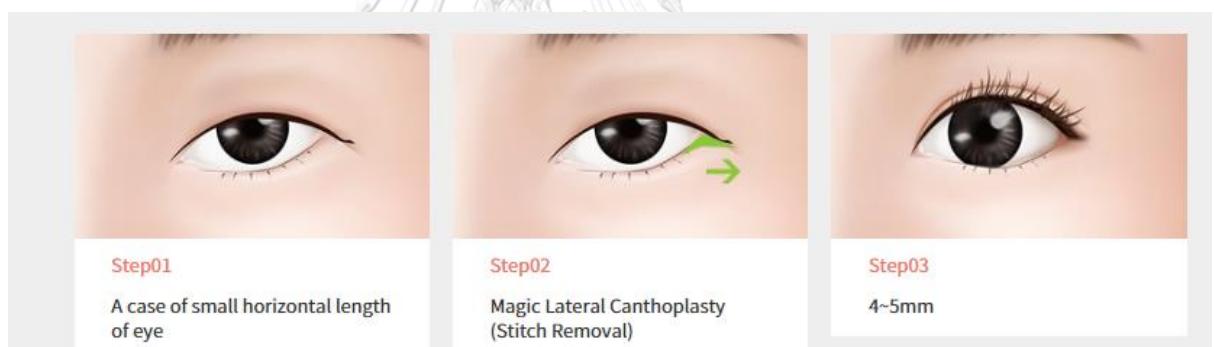 Step01
A case of small horizontal length
of eye
Step02
Magic Lateral Canthoplasty
(Stitch Removal)
Step03
4~5mm